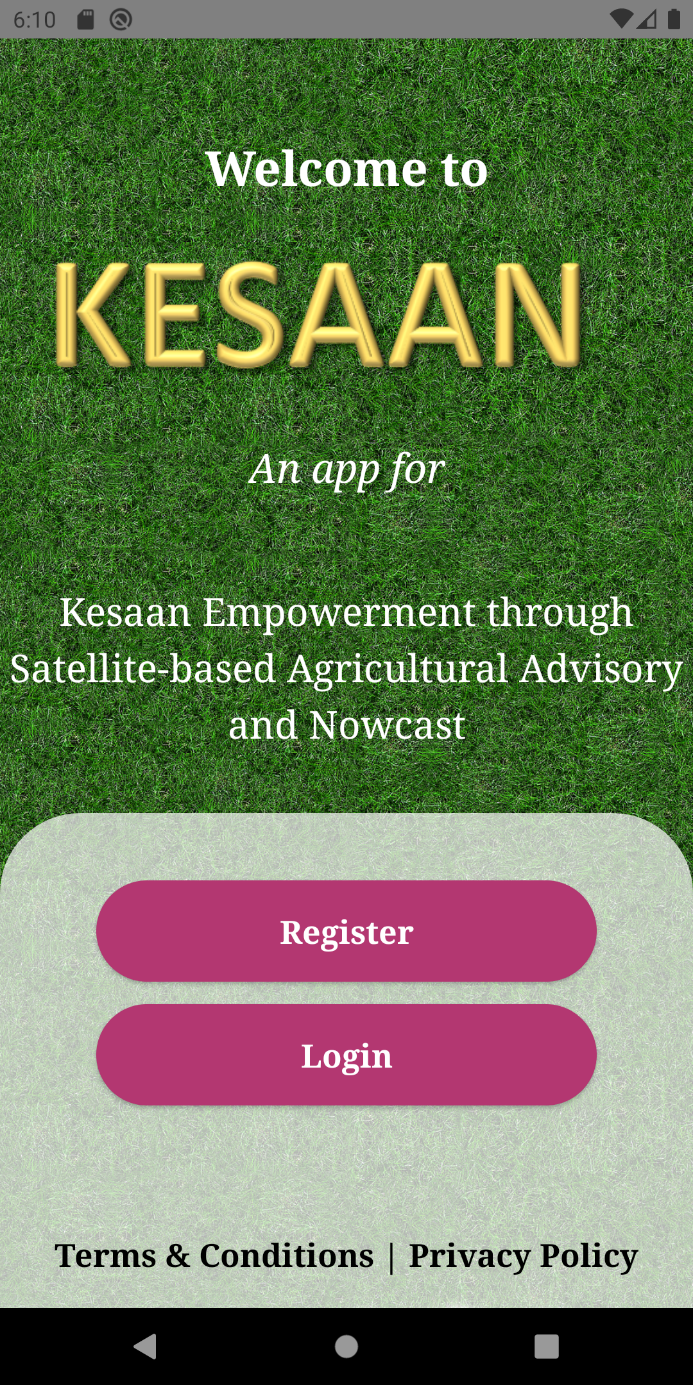 6:10
Welcome to
KESAAN
An app for
Kesaan Empowerment through
Satellite-based Agricultural Advisory
and Nowcast
Register
Login
Terms & Conditions | Privacy Policy